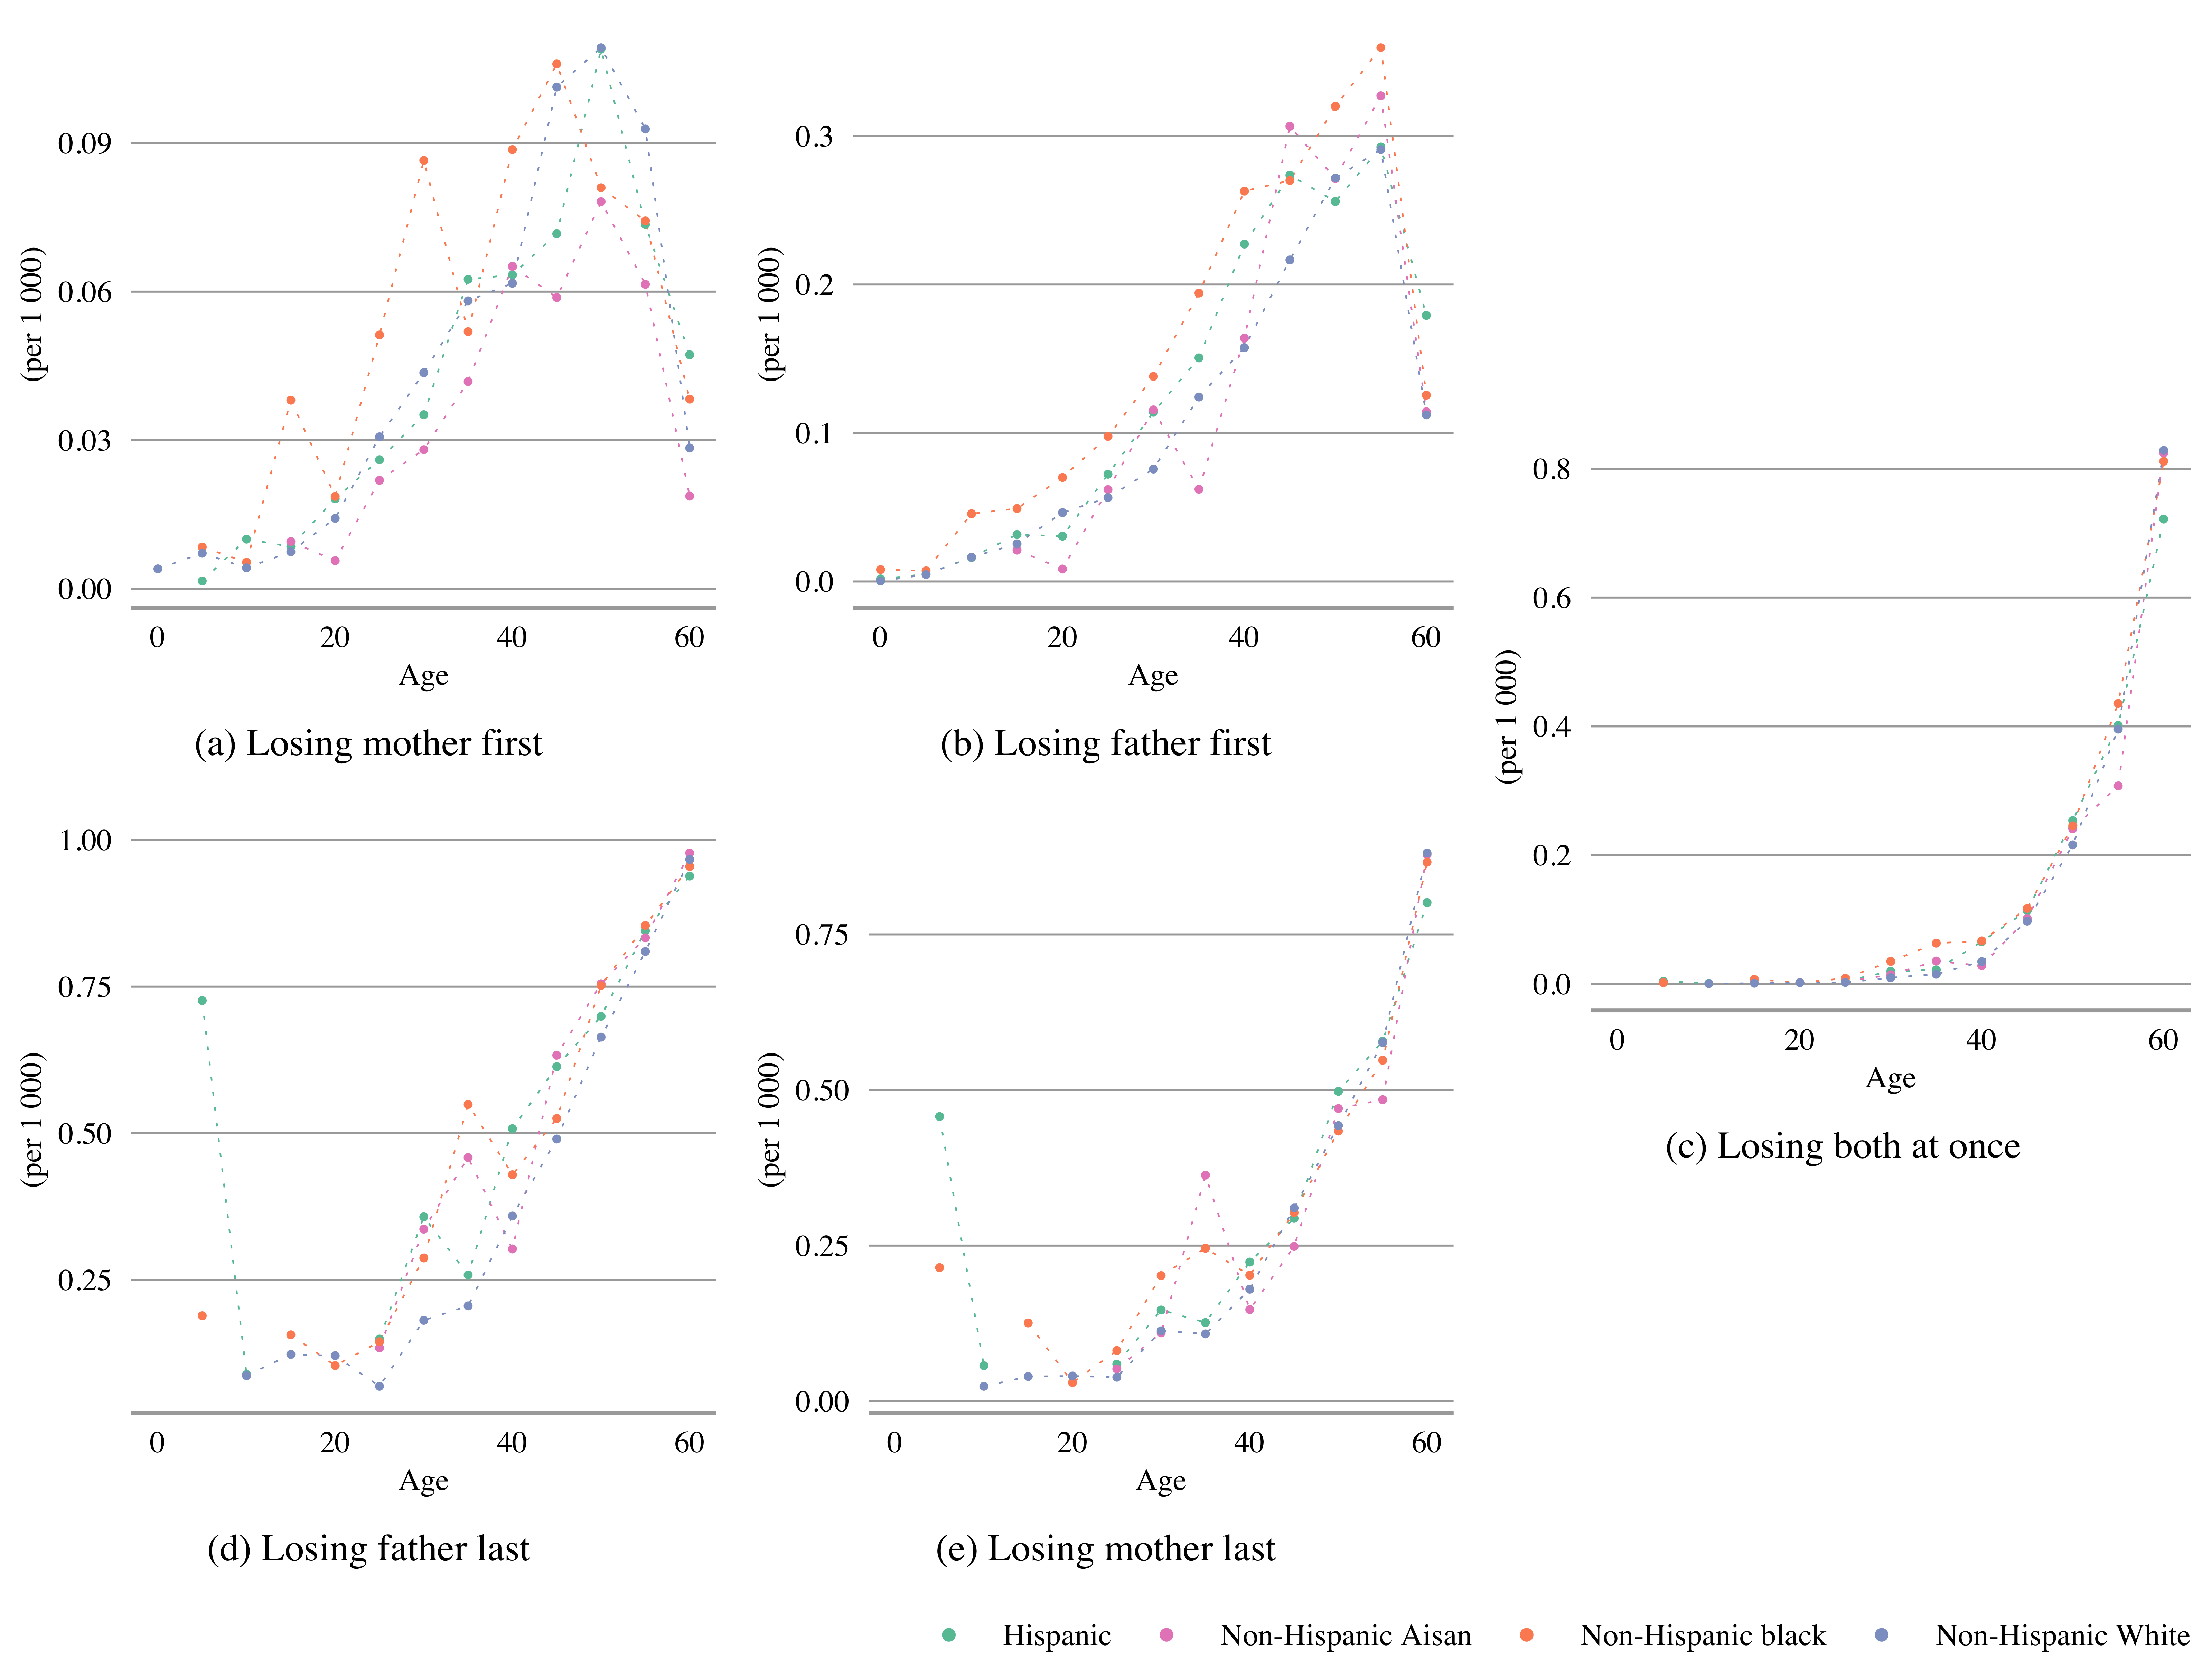 0.09
0.06
0.03
0.00
(per 1 000)
0 20 40 60
Age
(a) Losing mother first
0.3
0.2
0.1
0.0
(per 1 000)
0 20 40 60
Age
(b) Losing father first
0.8
0.6
0.4
0.2
0.0
(per 1 000)
0 20 40 60
Age
(c) Losing both at once
1.00
0.75
0.50
0.25
(per 1 000)
0 20 40 60
Age
(d) Losing father last
0.75
0.50
0.25
0.00
(per 1 000)
0 20 40 60
Age
(e) Losing mother last
Hispanic Non-Hispanic Aisan Non-Hispanic black Non-Hispanic White